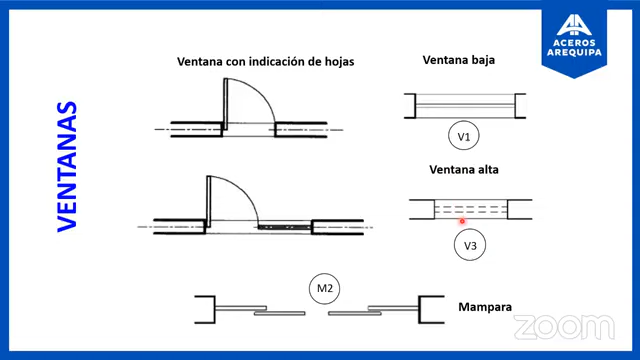 ACEROS
AREQUIPA
VENTANAS
Ventana con indicación de hojas
Ventana baja
V1
Ventana alta
V3
M2
Mampara
zoom